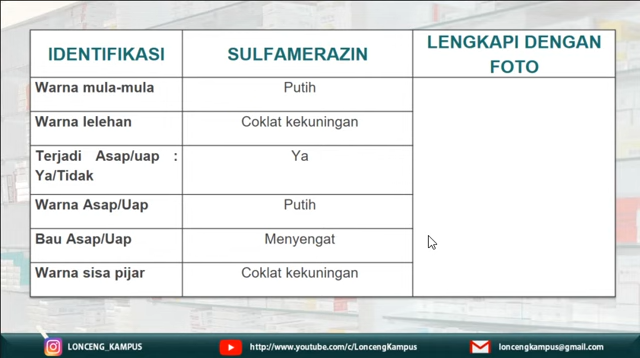 IDENTIFIKASI SULFAMERAZIN LENGKAPI DENGAN
FOTO
Warna mula-mula Putih
Warna lelehan Coklat kekuningan
Terjadi Asap/uap : Ya
Ya/Tidak
Warna Asap/Uap Putih
Bau Asap/Uap Menyengat
Warna sisa pijar Coklat kekuningan
LONCENG_KAMPUS http://www.youtube.com/c/LoncengKampus loncengkampus@gmail.com